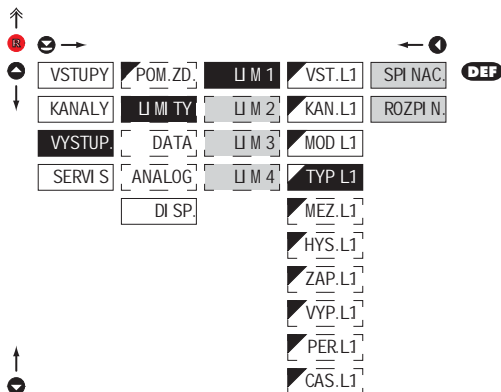 R
VSTUPY POM.ZD. LIM 1 VST.L1 SPINAC. DEF
KANALY LIMITY LIM 2 KAN.L1 ROZPIN.
VYSTUP. DATA LIM 3 MOD L1
SERVIS ANALOG LIM 4 TYP L1
DISP. MEZ.L1
HYS.L1
ZAP.L1
VYP.L1
PER.L1
CAS.L1